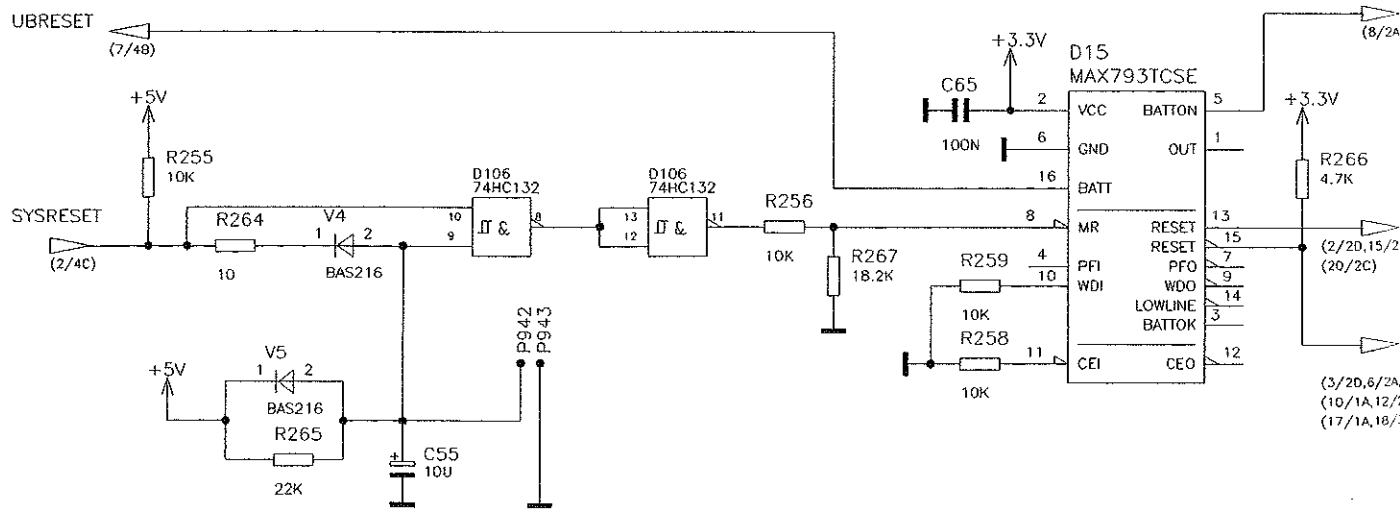 UBRESET
(7/4B)
+5V
R255
10K
SYSRESET
(2/4C)
R264
10
V4
1
2
BAS216
D106
74HC132
10
9
&
8
D106
74HC132
13
12
&
11
R256
10K
R267
18.2K
+5V
V5
1
2
BAS216
R265
22K
C55
+
10U
P942
P943
+3.3V
C65
100N
D15
MAX793TCSE
2
VCC
6
GND
16
BATT
8
MR
4
PFI
10
WDI
R259
10K
R258
10K
11
CEI
BATTON
5
OUT
1
RESET
13
RESET
15
PFO
7
WDO
9
LOWLINE
14
BATTOK
3
CEO
12
+3.3V
R266
4.7K
(8/2A
(2/2D,15/2
(20/2C)
(3/2D,6/2A,
(10/1A,12/2
(17/1A,18/